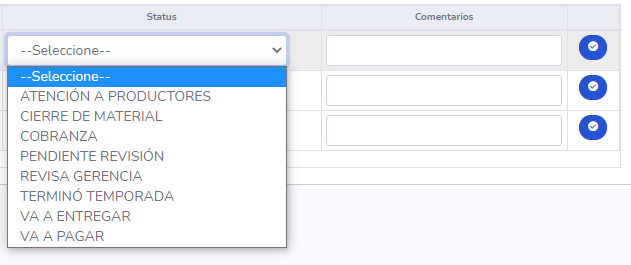 Status Comentarios
--Seleccione--
--Seleccione--
ATENCIÓN A PRODUCTORES
CIERRE DE MATERIAL
COBRANZA
PENDIENTE REVISIÓN
REVISA GERENCIA
TERMINÓ TEMPORADA
VA A ENTREGAR
VA A PAGAR